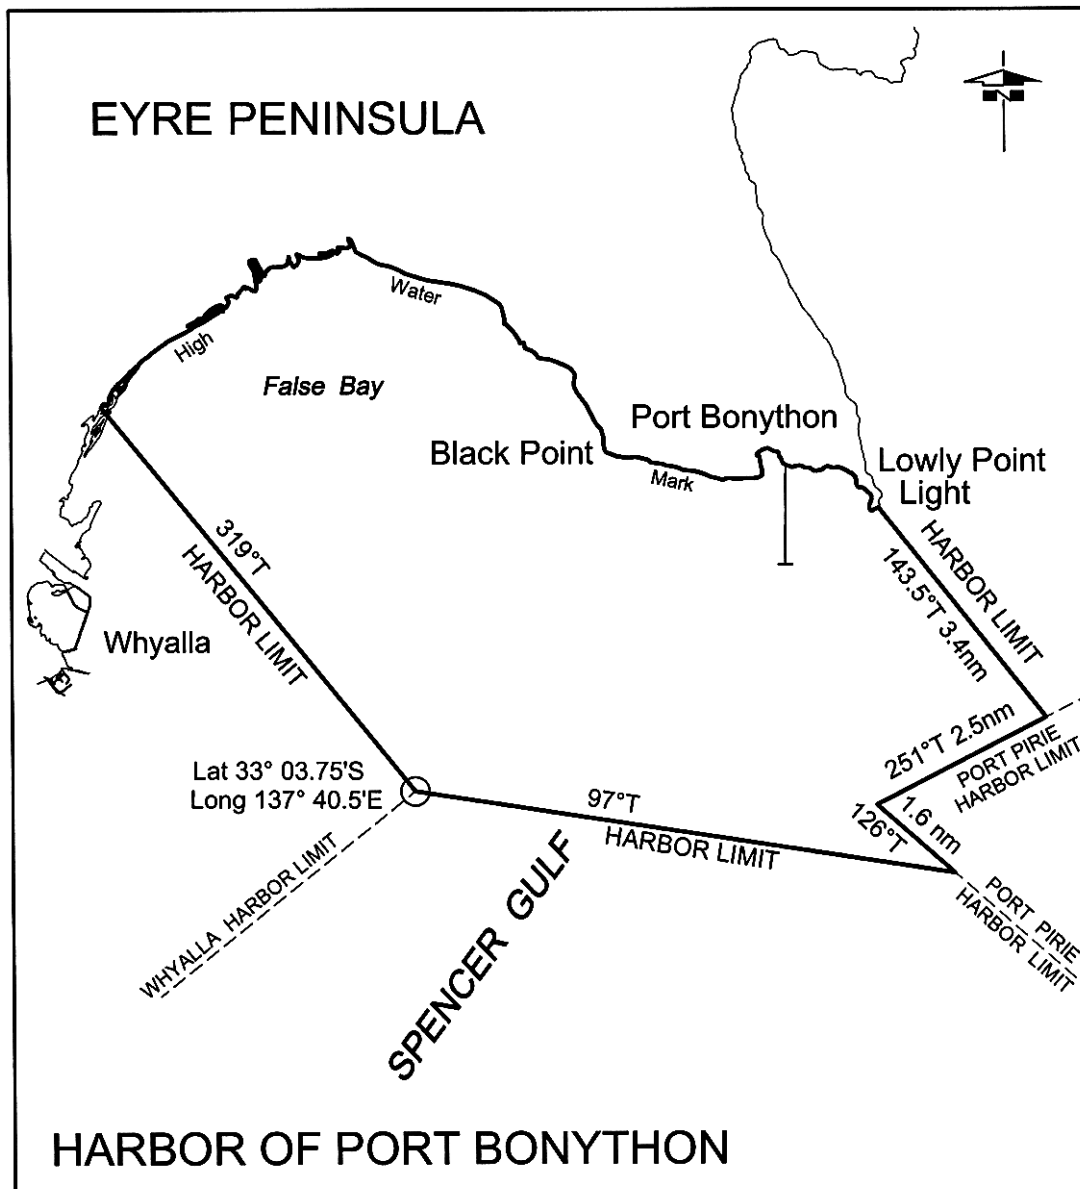 EYRE PENINSULA
N
Water
High
False Bay
Port Bonython
Black Point
Mark
Lowly Point
Light
319°T
HARBOR LIMIT
HARBOR LIMIT
143.5°T 3.4nm
Whyalla
251°T 2.5nm
PORT PIRIE
HARBOR LIMIT
Lat 33° 03.75'S
Long 137° 40.5'E
97°T
HARBOR LIMIT
1.6 nm
126°T
WHYALLA HARBOR LIMIT
SPENCER GULF
PORT PIRIE
HARBOR LIMIT
HARBOR OF PORT BONYTHON